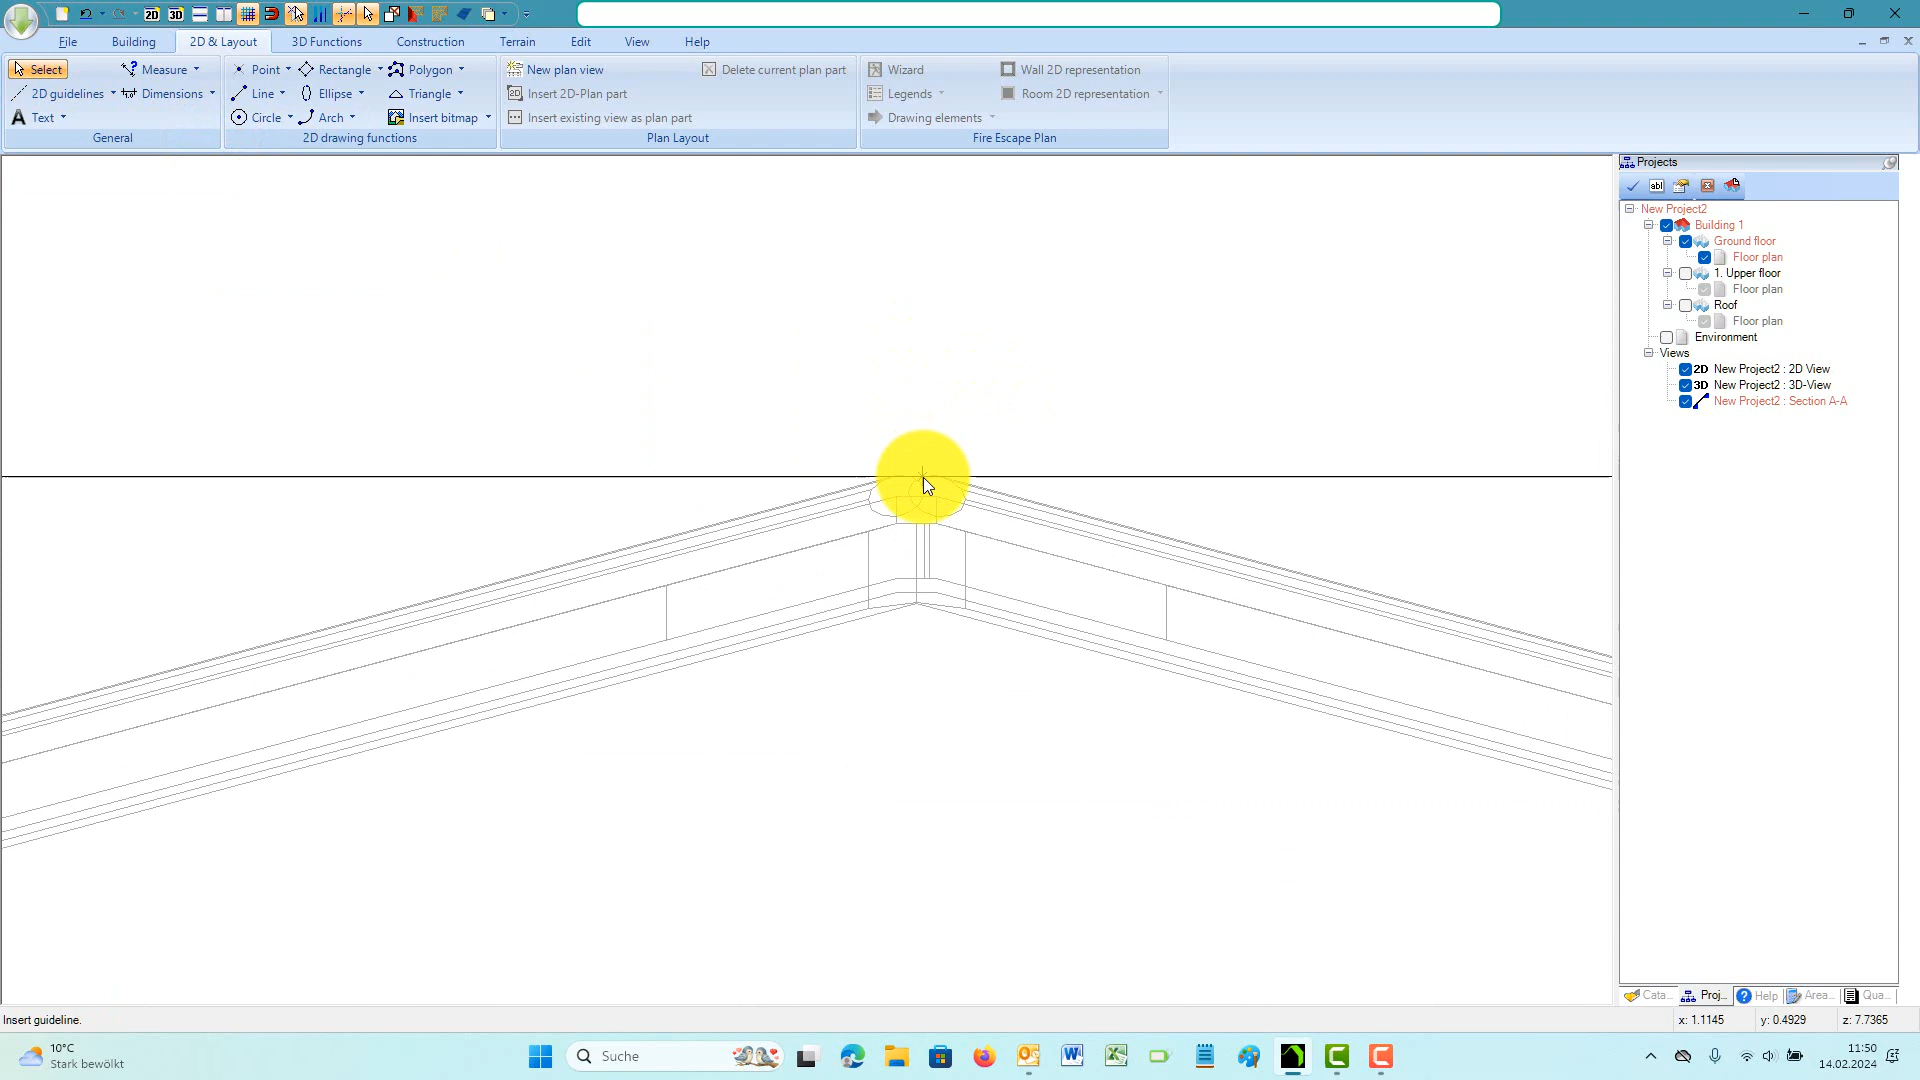 2D 3D
File Building 2D & Layout 3D Functions Construction Terrain Edit View Help
Select Measure Point Rectangle Polygon New plan view Delete current plan part Wizard Wall 2D representation
2D guidelines Dimensions Line Ellipse Triangle Insert 2D-Plan part Legends Room 2D representation
A Text Circle Arch Insert bitmap Insert existing view as plan part Drawing elements
General 2D drawing functions Plan Layout Fire Escape Plan
Projects
abl
New Project2
Building 1
Ground floor
Floor plan
1. Upper floor
Floor plan
Roof
Floor plan
Environment
Views
2D New Project2 : 2D View
3D New Project2 : 3D-View
New Project2 : Section A-A
Cata... Proj... Help Area... Qua...
Insert guideline. x: 1.1145 y: 0.4929 z: 7.7365
10°C
Stark bewölkt
Suche
11:50
14.02.2024